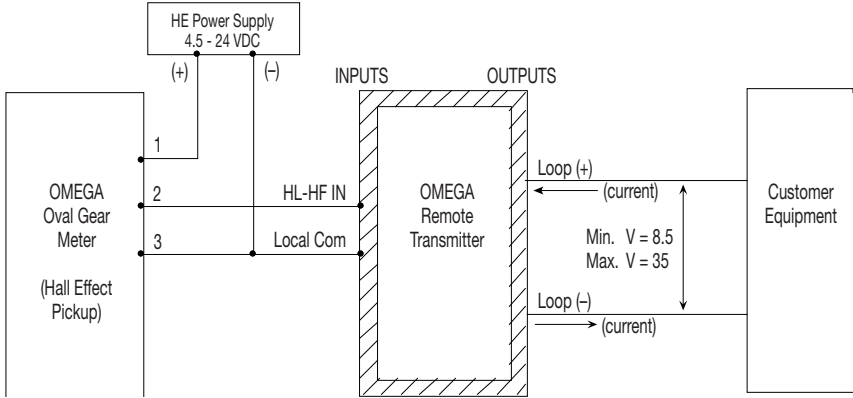 HE Power Supply
4.5 - 24 VDC
(+)
(–)
INPUTS
OUTPUTS
1
2
3
OMEGA
Oval Gear
Meter
(Hall Effect
Pickup)
HL-HF IN
Local Com
OMEGA
Remote
Transmitter
Loop (+)
(current)
Min. V = 8.5
Max. V = 35
Loop (–)
(current)
Customer
Equipment